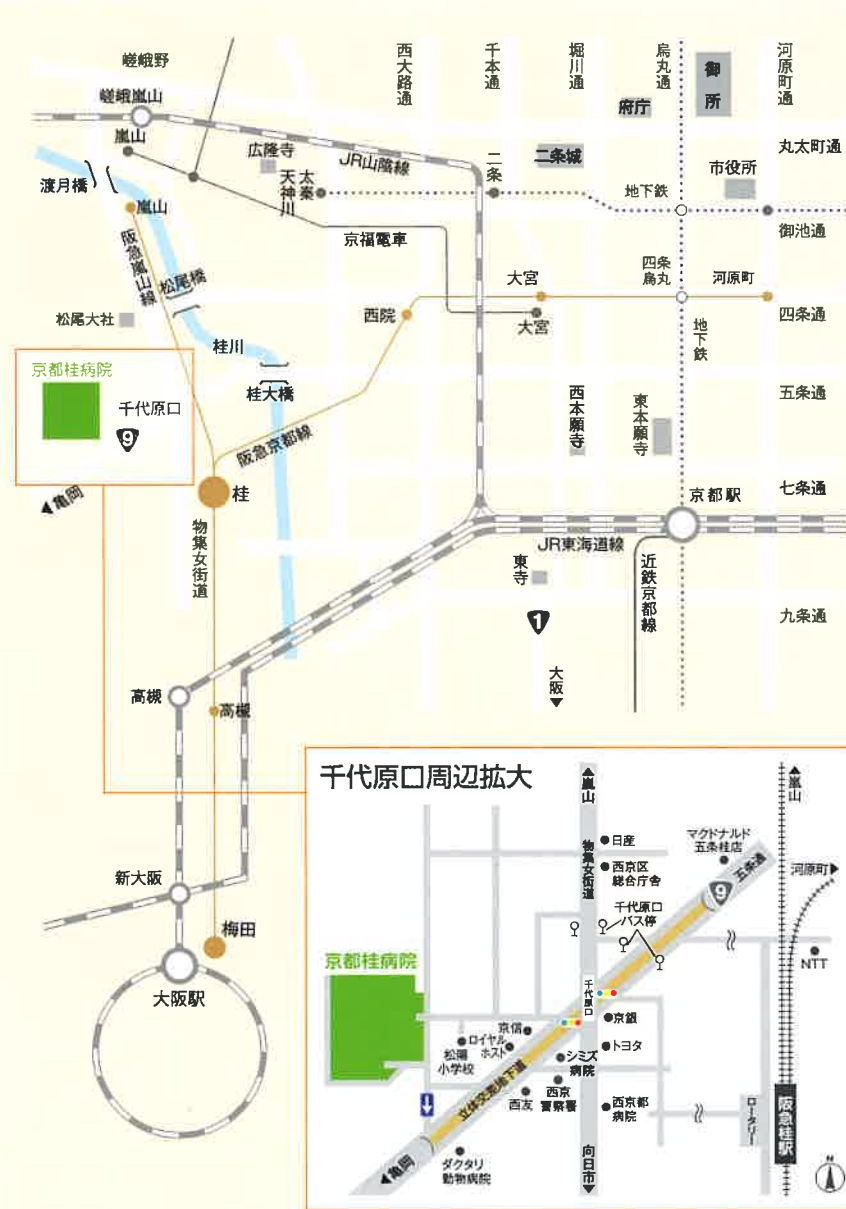 嵯峨野
西大路通
千本通
堀川通
烏丸通
御所
河原町通
嵯峨嵐山
府庁
嵐山
広隆寺
JR山陰線
二条城
丸太町通
渡月橋
太秦
天神川
二条
地下鉄
市役所
嵐山
御池通
阪急嵐山線
京福電車
四条
烏丸
松尾橋
大宮
河原町
松尾大社
西院
大宮
四条通
地下鉄
桂川
京都桂病院
桂大橋
千代原口
9
五条通
西本願寺
東本願寺
阪急京都線
◀亀岡
桂
京都駅
七条通
物集女街道
JR東海道線
東寺
近鉄京都線
1
九条通
大阪▼
高槻
高槻
新大阪
梅田
大阪駅
千代原口周辺拡大
▲嵐山
▲嵐山
日産
マクドナルド
五条桂店
物集女街道
西京区
総合庁舎
五条通
9
河原町▶
千代原口
バス停
NTT
京都桂病院
千代原口
京信
京銀
ロイヤル
ホスト
松陽
小学校
トヨタ
シミズ
病院
立体交差地下道
西友
西京
警察署
西京都
病院
ロータリー
阪急桂駅
◀亀岡
ダクタリ
動物病院
向日市▼
N